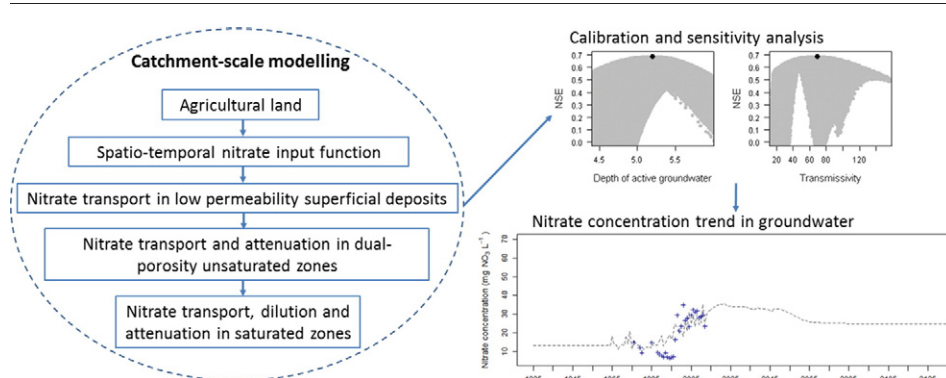 Catchment-scale modelling
Agricultural land
Spatio-temporal nitrate input function
Nitrate transport in low permeability superficial deposits
Nitrate transport and attenuation in dual-
porosity unsaturated zones
Nitrate transport, dilution and
attenuation in saturated zones
Calibration and sensitivity analysis
NSE
0.7
0.6
0.5
0.4
0.3
0.2
0.1
0.0
4.5 5.0 5.5
Depth of active groundwater
NSE
0.7
0.6
0.5
0.4
0.3
0.2
0.1
0.0
20 40 60 80 120
Transmissivity
Nitrate concentration trend in groundwater
Nitrate concentration (mg NO3 L⁻¹)
70
60
50
40
30
20
10